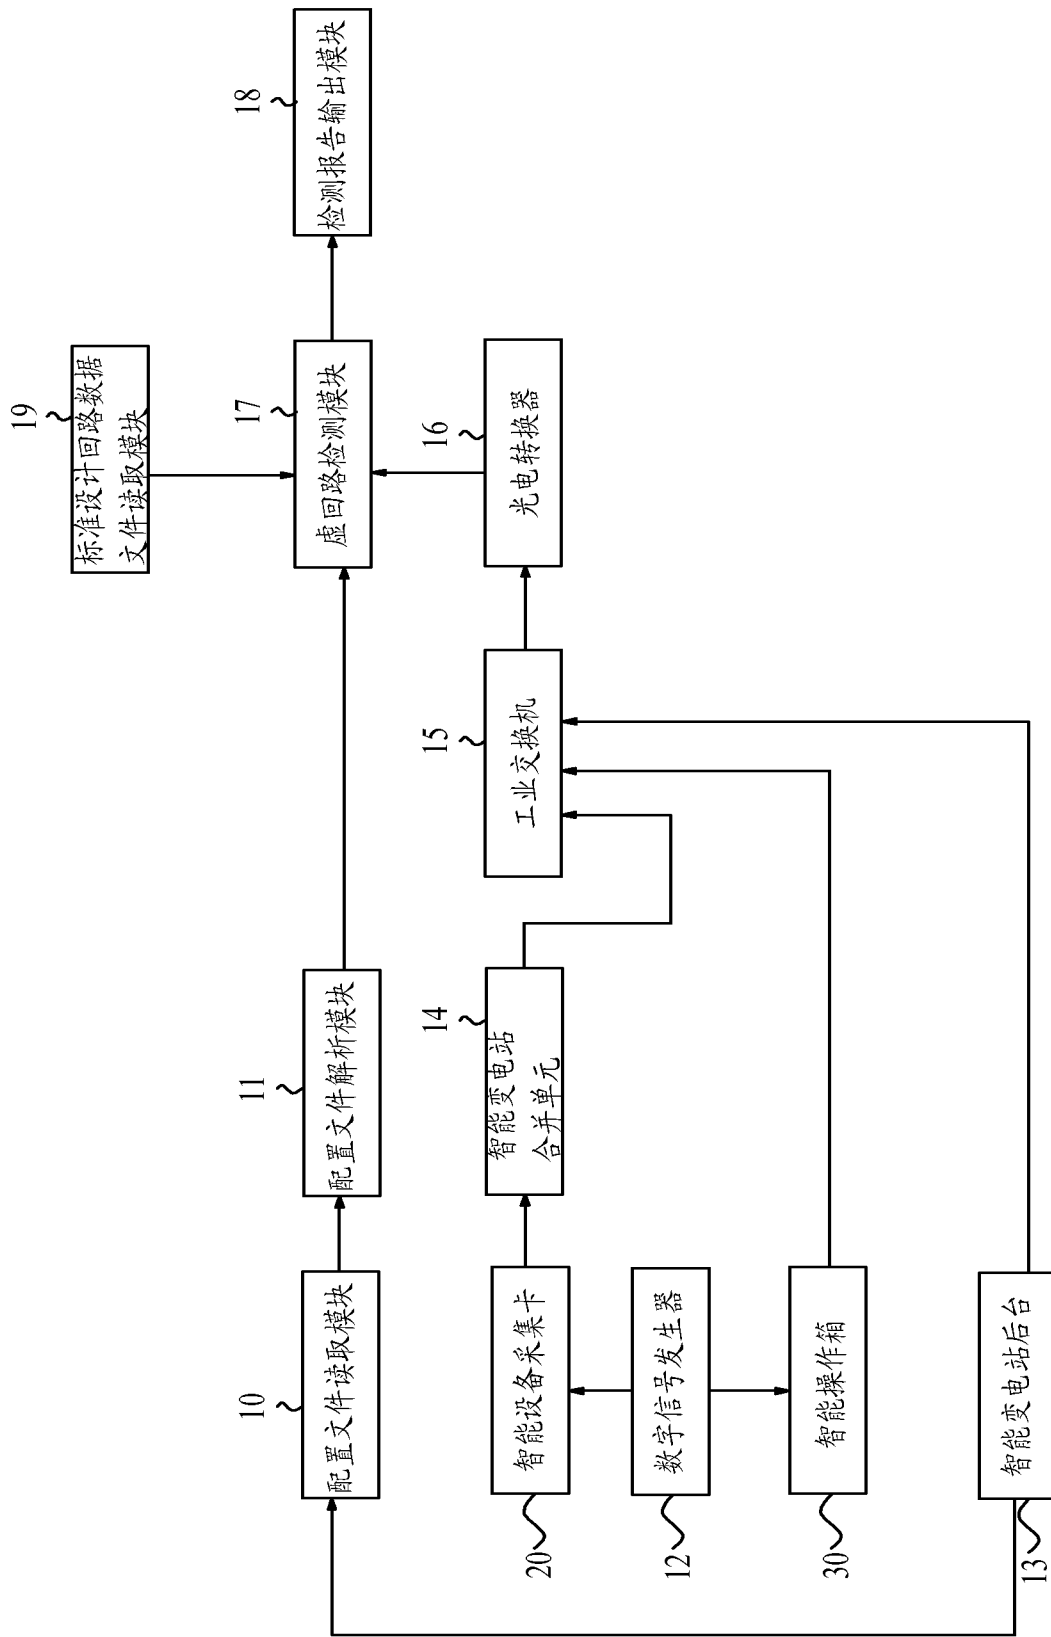 10
配置文件读取模块
11
配置文件解析模块
19
标准设计回路数据
文件读取模块
17
虚回路检测模块
18
检测报告输出模块
20
智能设备采集卡
14
智能变电站
合并单元
15
工业交换机
16
光电转换器
12
数字信号发生器
30
智能操作箱
13
智能变电站后台